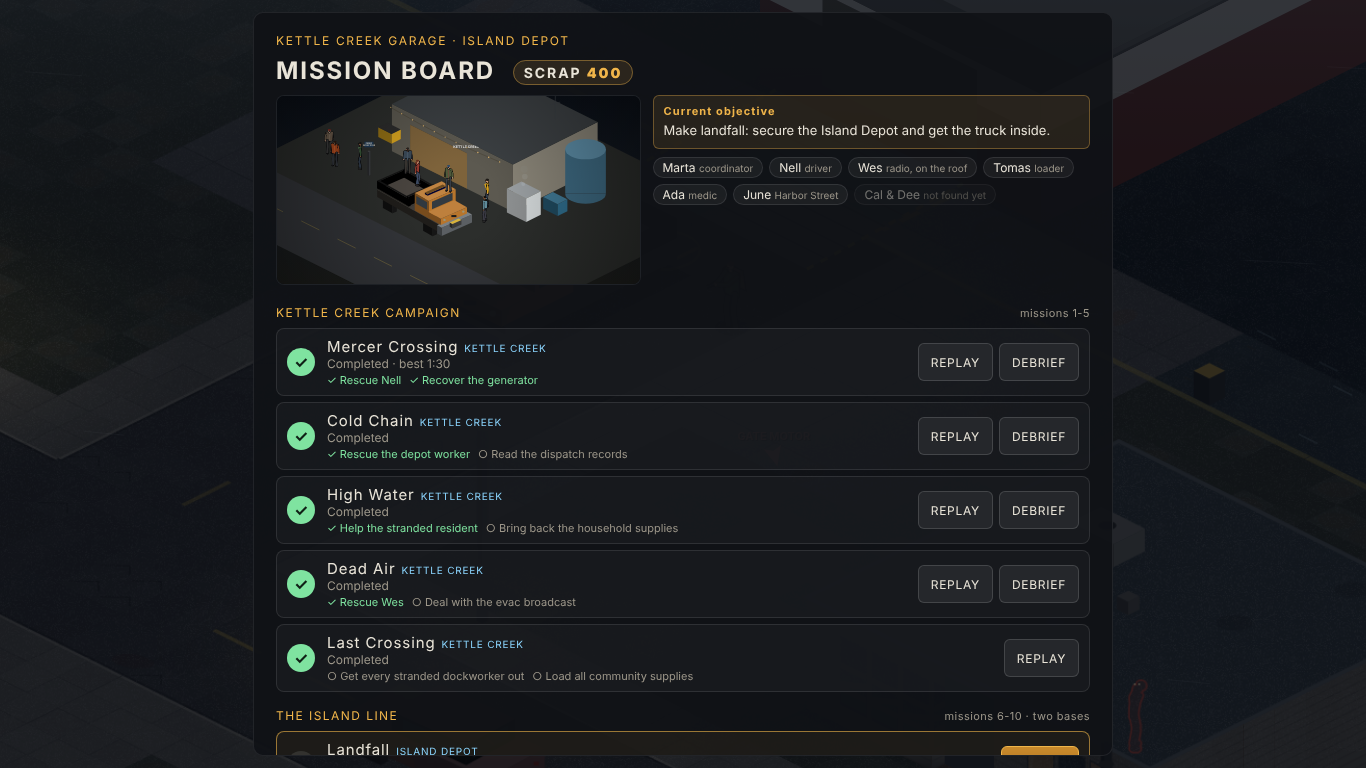 KETTLE CREEK GARAGE · ISLAND DEPOT
MISSION BOARD SCRAP 400
Current objective
Make landfall: secure the Island Depot and get the truck inside.
Marta coordinator Nell driver Wes radio, on the roof Tomas loader
Ada medic June Harbor Street Cal & Dee not found yet
KETTLE CREEK CAMPAIGN missions 1-5
Mercer Crossing KETTLE CREEK
Completed · best 1:30
✓ Rescue Nell ✓ Recover the generator
REPLAY DEBRIEF
Cold Chain KETTLE CREEK
Completed
✓ Rescue the depot worker ○ Read the dispatch records
REPLAY DEBRIEF
High Water KETTLE CREEK
Completed
✓ Help the stranded resident ○ Bring back the household supplies
REPLAY DEBRIEF
Dead Air KETTLE CREEK
Completed
✓ Rescue Wes ○ Deal with the evac broadcast
REPLAY DEBRIEF
Last Crossing KETTLE CREEK
Completed
○ Get every stranded dockworker out ○ Load all community supplies
REPLAY
THE ISLAND LINE missions 6-10 · two bases
Landfall ISLAND DEPOT